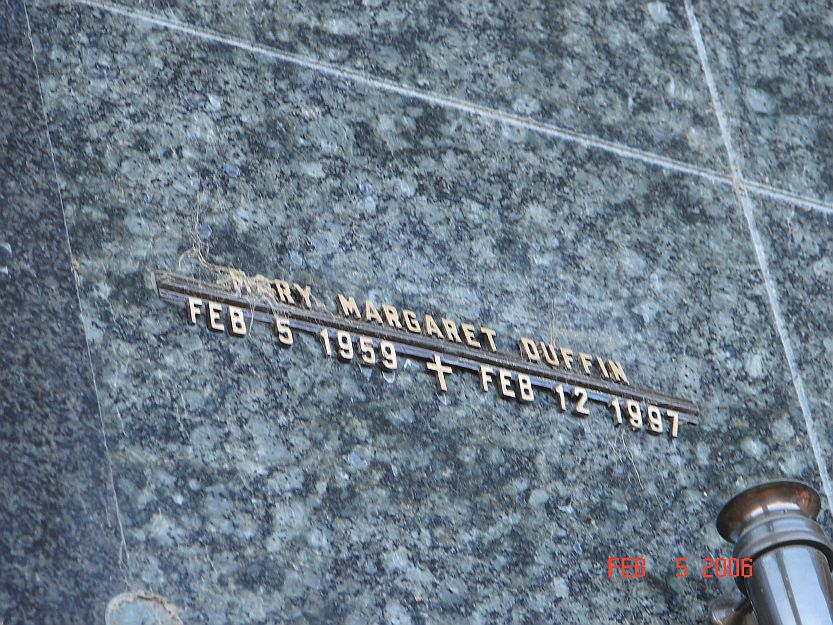 MARY MARGARET DUFFIN
FEB 5 1959 ✝ FEB 12 1997
FEB 5 2006